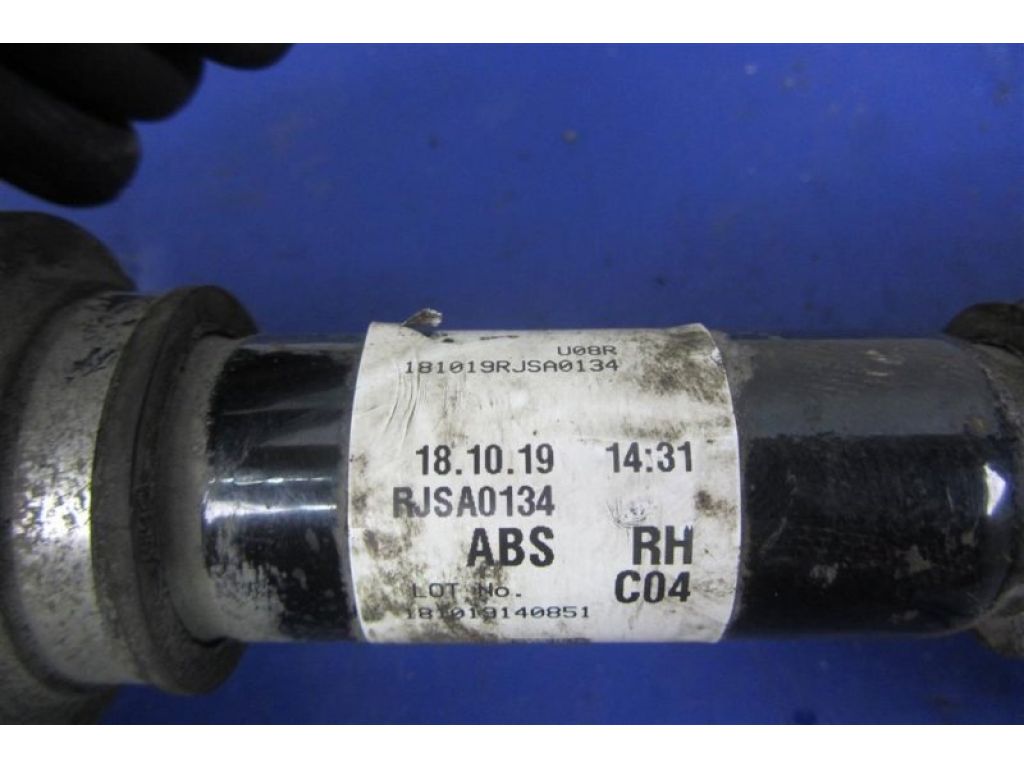 U08R
181019RJSA0134
18.10.19 14:31
RJSA0134
ABS RH
LOT No. C04
181019140851